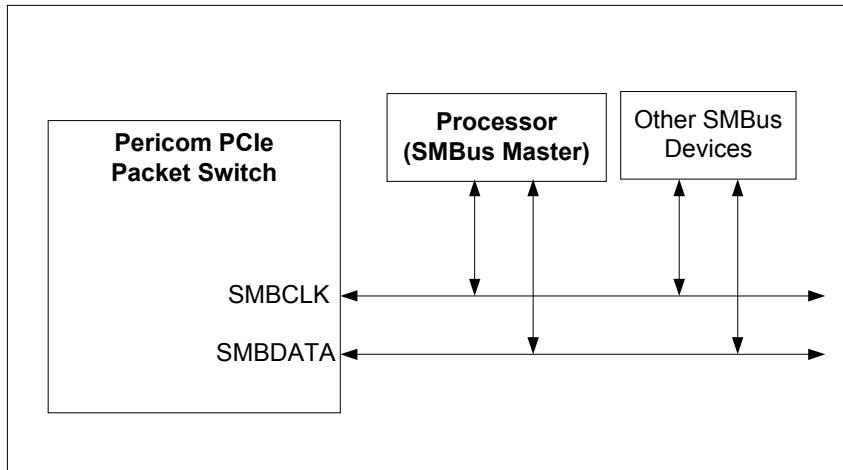 Pericom PCIe
Packet Switch
Processor
(SMBus Master)
Other SMBus
Devices
SMBCLK
SMBDATA